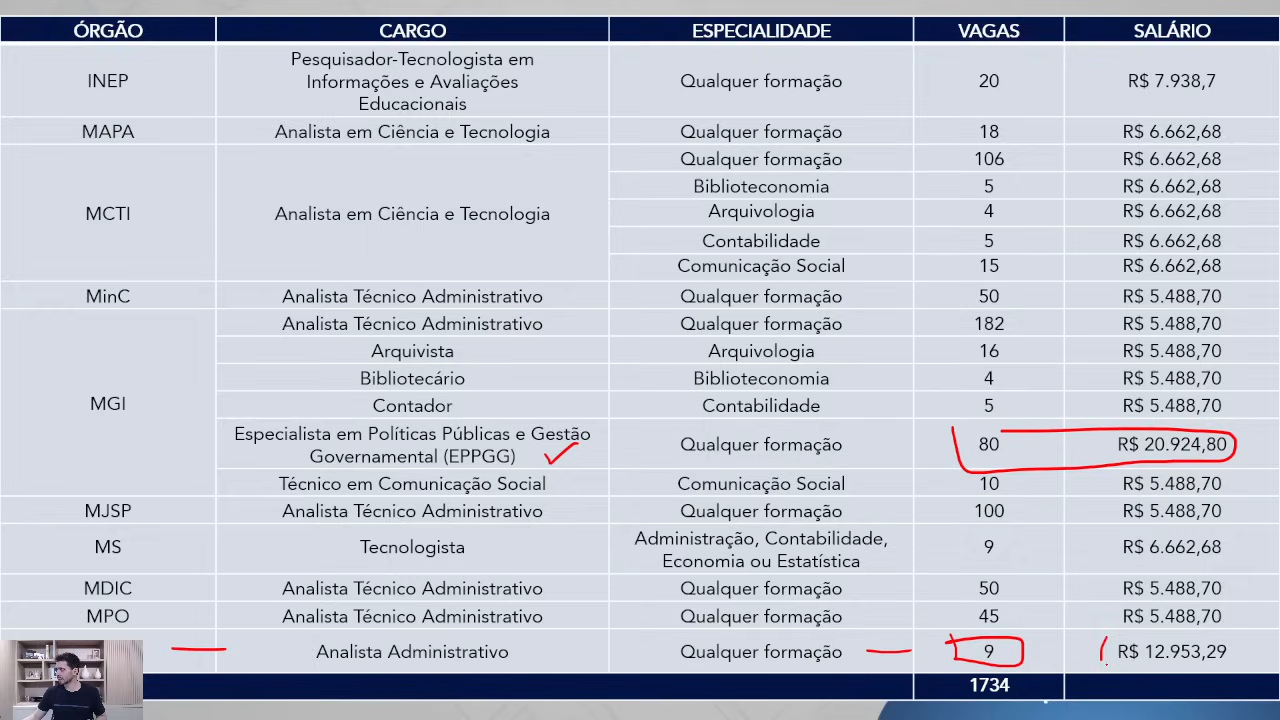 ÓRGÃO CARGO ESPECIALIDADE VAGAS SALÁRIO
Pesquisador-Tecnologista em
INEP Informações e Avaliações Qualquer formação 20 R$ 7.938,7
Educacionais
MAPA Analista em Ciência e Tecnologia Qualquer formação 18 R$ 6.662,68
Qualquer formação 106 R$ 6.662,68
Biblioteconomia 5 R$ 6.662,68
MCTI Analista em Ciência e Tecnologia Arquivologia 4 R$ 6.662,68
Contabilidade 5 R$ 6.662,68
Comunicação Social 15 R$ 6.662,68
MinC Analista Técnico Administrativo Qualquer formação 50 R$ 5.488,70
Analista Técnico Administrativo Qualquer formação 182 R$ 5.488,70
Arquivista Arquivologia 16 R$ 5.488,70
Bibliotecário Biblioteconomia 4 R$ 5.488,70
MGI Contador Contabilidade 5 R$ 5.488,70
Especialista em Políticas Públicas e Gestão
Governamental (EPPGG) Qualquer formação 80 R$ 20.924,80
Técnico em Comunicação Social Comunicação Social 10 R$ 5.488,70
MJSP Analista Técnico Administrativo Qualquer formação 100 R$ 5.488,70
MS Tecnologista Administração, Contabilidade, 9 R$ 6.662,68
Economia ou Estatística
MDIC Analista Técnico Administrativo Qualquer formação 50 R$ 5.488,70
MPO Analista Técnico Administrativo Qualquer formação 45 R$ 5.488,70
Analista Administrativo Qualquer formação 9 R$ 12.953,29
1734